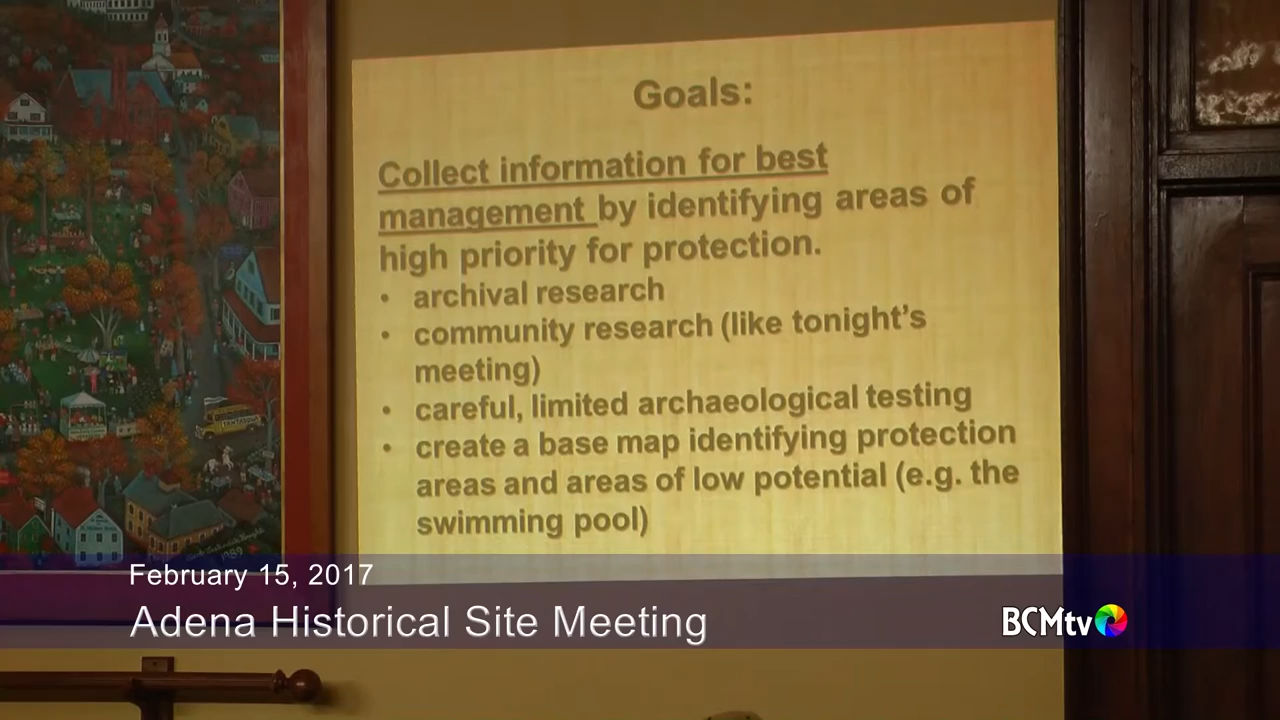 Goals:
Collect information for best
management by identifying areas of
high priority for protection.
• archival research
• community research (like tonight's
meeting)
• careful, limited archaeological testing
• create a base map identifying protection
areas and areas of low potential (e.g. the
swimming pool)
1989
February 15, 2017
Adena Historical Site Meeting
BCMtv